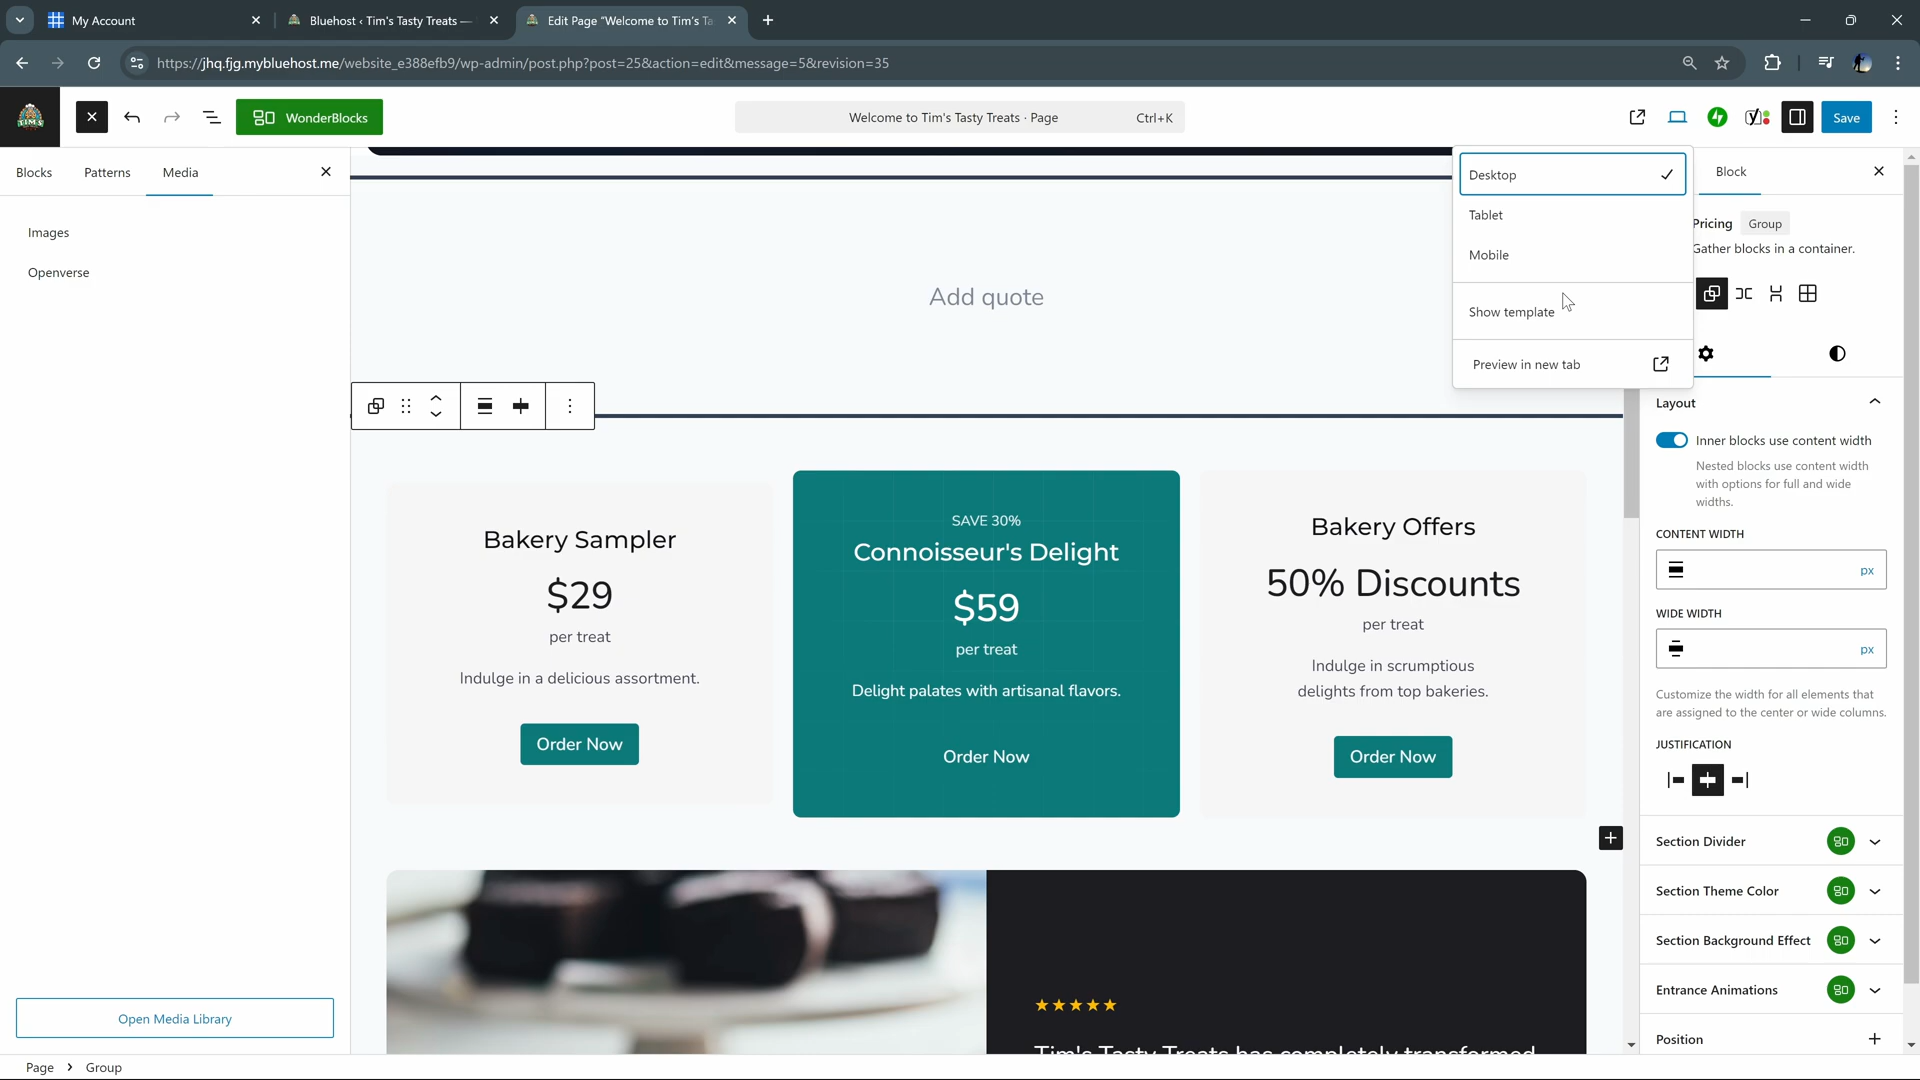 My Account
Bluehost ‹ Tim's Tasty Treats —
Edit Page "Welcome to Tim's Ta
https://jhq.fjg.mybluehost.me/website_e388efb9/wp-admin/post.php?post=25&action=edit&message=5&revision=35
TIM'S
WonderBlocks
Welcome to Tim's Tasty Treats · Page
Ctrl+K
Save
Blocks
Patterns
Media
Images
Openverse
Open Media Library
Add quote
Desktop
Tablet
Mobile
Show template
Preview in new tab
Bakery Sampler
$29
per treat
Indulge in a delicious assortment.
Order Now
SAVE 30%
Connoisseur's Delight
$59
per treat
Delight palates with artisanal flavors.
Order Now
Bakery Offers
50% Discounts
per treat
Indulge in scrumptious
delights from top bakeries.
Order Now
Tim's Tasty Treats has completely transformed
Block
Pricing
Group
Gather blocks in a container.
Layout
Inner blocks use content width
Nested blocks use content width
with options for full and wide
widths.
CONTENT WIDTH
px
WIDE WIDTH
px
Customize the width for all elements that
are assigned to the center or wide columns.
JUSTIFICATION
Section Divider
Section Theme Color
Section Background Effect
Entrance Animations
Position
Page
Group